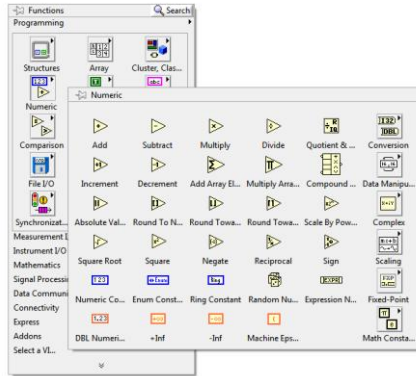 Functions
Search
Programming
Structures
Array
Cluster, Clas...
Numeric
Comparison
File I/O
Synchronizat...
Measurement I
Instrument I/O
Mathematics
Signal Processi
Data Communi
Connectivity
Express
Addons
Select a VI...
Numeric
Add
Subtract
Multiply
Divide
Quotient & ...
Conversion
Increment
Decrement
Add Array El...
Multiply Arra...
Compound ...
Data Manipu...
Absolute Val...
Round To N...
Round Towa...
Round Towa...
Scale By Pow...
Complex
Square Root
Square
Negate
Reciprocal
Sign
Scaling
Numeric Co...
Enum Const...
Ring Constant
Random Nu...
Expression N...
Fixed-Point
DBL Numeri...
+Inf
-Inf
Machine Eps...
Math Consta...